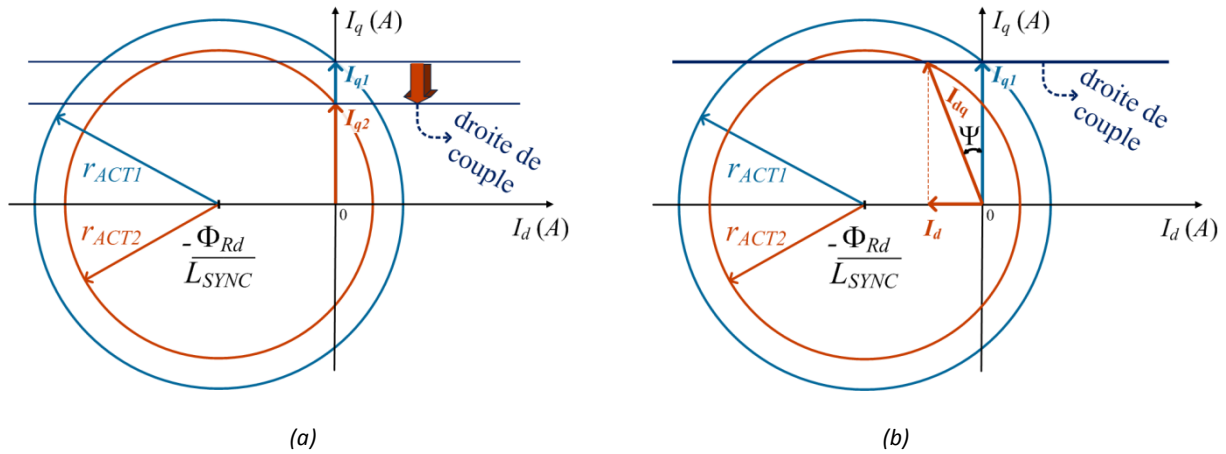 I_q (A)
I_q1
I_q2
droite de
couple
r_ACT1
r_ACT2
0
I_d (A)
-Φ_Rd
L_SYNC
(a)
I_q (A)
I_q1
I_dq
Ψ
droite de
couple
r_ACT1
r_ACT2
0
I_d
I_d (A)
-Φ_Rd
L_SYNC
(b)